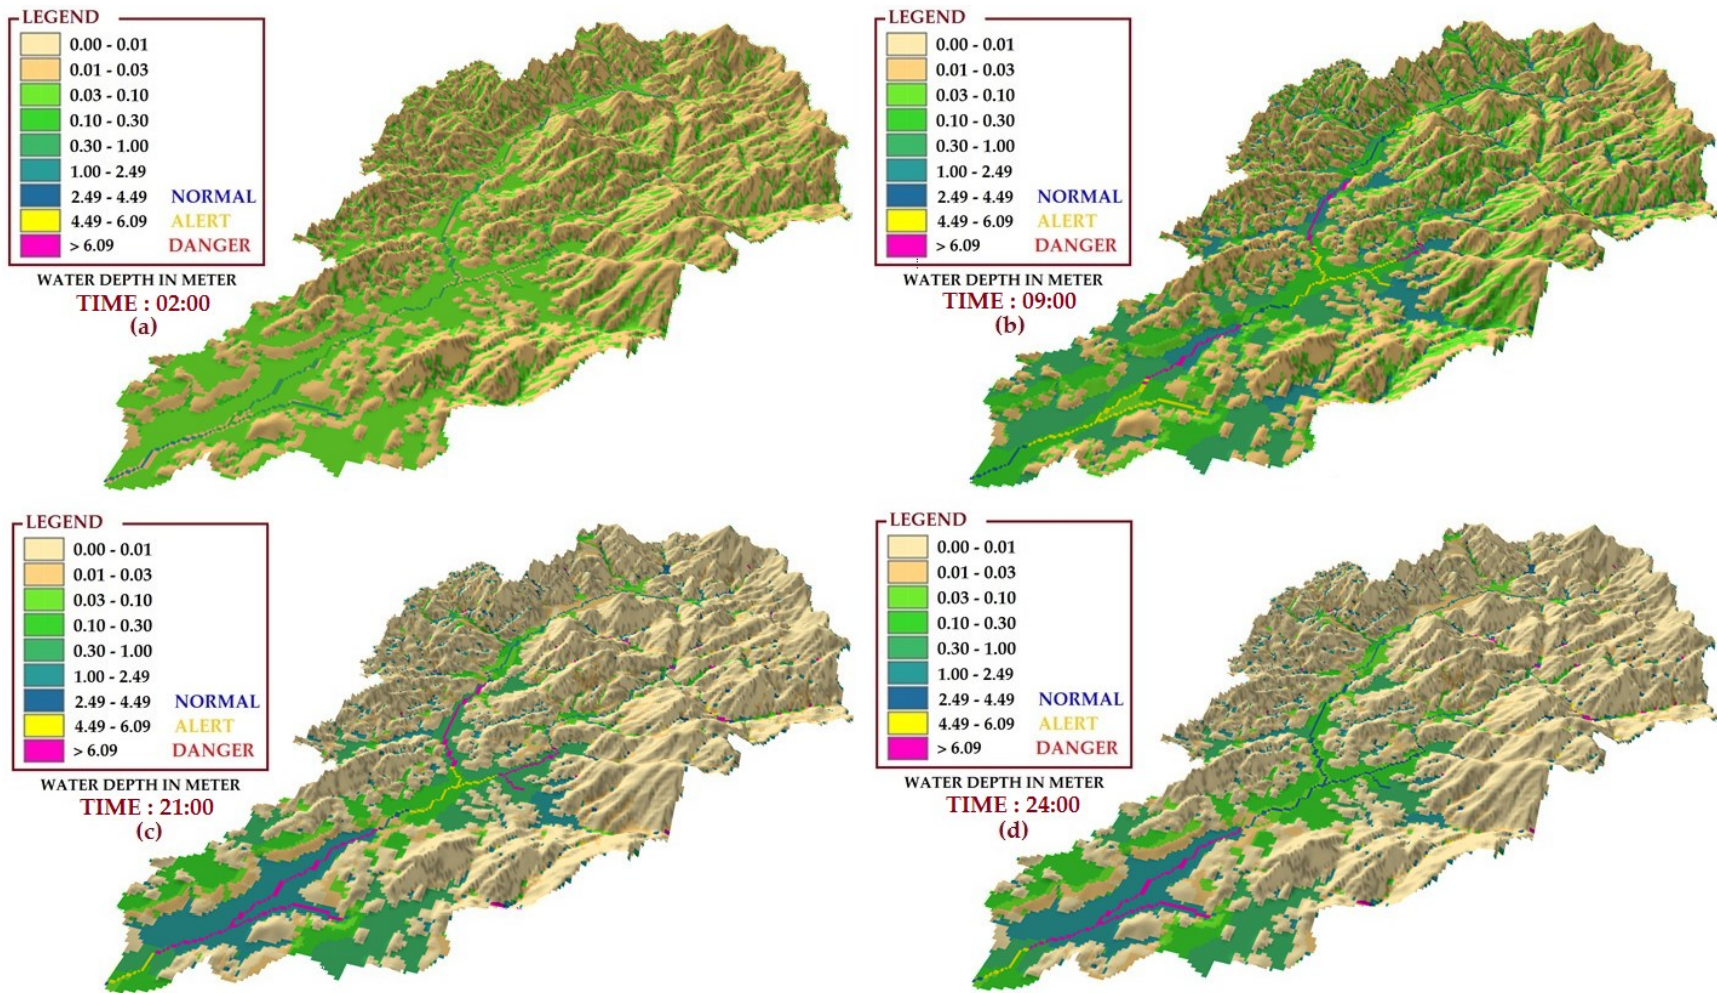 LEGEND
0.00 - 0.01
0.01 - 0.03
0.03 - 0.10
0.10 - 0.30
0.30 - 1.00
1.00 - 2.49
2.49 - 4.49 NORMAL
4.49 - 6.09 ALERT
> 6.09 DANGER
WATER DEPTH IN METER
TIME : 02:00
(a)
LEGEND
0.00 - 0.01
0.01 - 0.03
0.03 - 0.10
0.10 - 0.30
0.30 - 1.00
1.00 - 2.49
2.49 - 4.49 NORMAL
4.49 - 6.09 ALERT
> 6.09 DANGER
WATER DEPTH IN METER
TIME : 09:00
(b)
LEGEND
0.00 - 0.01
0.01 - 0.03
0.03 - 0.10
0.10 - 0.30
0.30 - 1.00
1.00 - 2.49
2.49 - 4.49 NORMAL
4.49 - 6.09 ALERT
> 6.09 DANGER
WATER DEPTH IN METER
TIME : 21:00
(c)
LEGEND
0.00 - 0.01
0.01 - 0.03
0.03 - 0.10
0.10 - 0.30
0.30 - 1.00
1.00 - 2.49
2.49 - 4.49 NORMAL
4.49 - 6.09 ALERT
> 6.09 DANGER
WATER DEPTH IN METER
TIME : 24:00
(d)